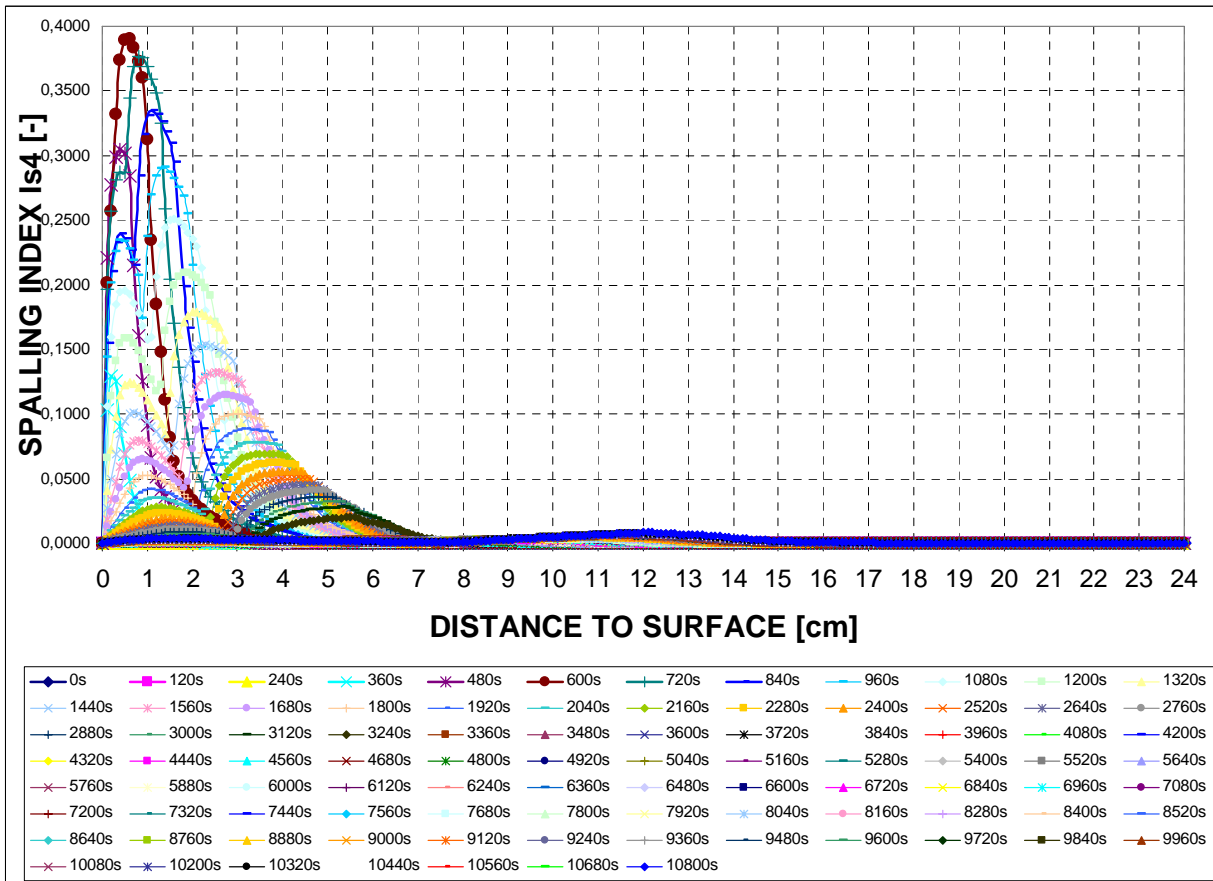 SPALLING INDEX Is4 [-]
0,4000
0,3500
0,3000
0,2500
0,2000
0,1500
0,1000
0,0500
0,0000
0 1 2 3 4 5 6 7 8 9 10 11 12 13 14 15 16 17 18 19 20 21 22 23 24
DISTANCE TO SURFACE [cm]
0s 120s 240s 360s 480s 600s 720s 840s 960s 1080s 1200s 1320s
1440s 1560s 1680s 1800s 1920s 2040s 2160s 2280s 2400s 2520s 2640s 2760s
2880s 3000s 3120s 3240s 3360s 3480s 3600s 3720s 3840s 3960s 4080s 4200s
4320s 4440s 4560s 4680s 4800s 4920s 5040s 5160s 5280s 5400s 5520s 5640s
5760s 5880s 6000s 6120s 6240s 6360s 6480s 6600s 6720s 6840s 6960s 7080s
7200s 7320s 7440s 7560s 7680s 7800s 7920s 8040s 8160s 8280s 8400s 8520s
8640s 8760s 8880s 9000s 9120s 9240s 9360s 9480s 9600s 9720s 9840s 9960s
10080s 10200s 10320s 10440s 10560s 10680s 10800s